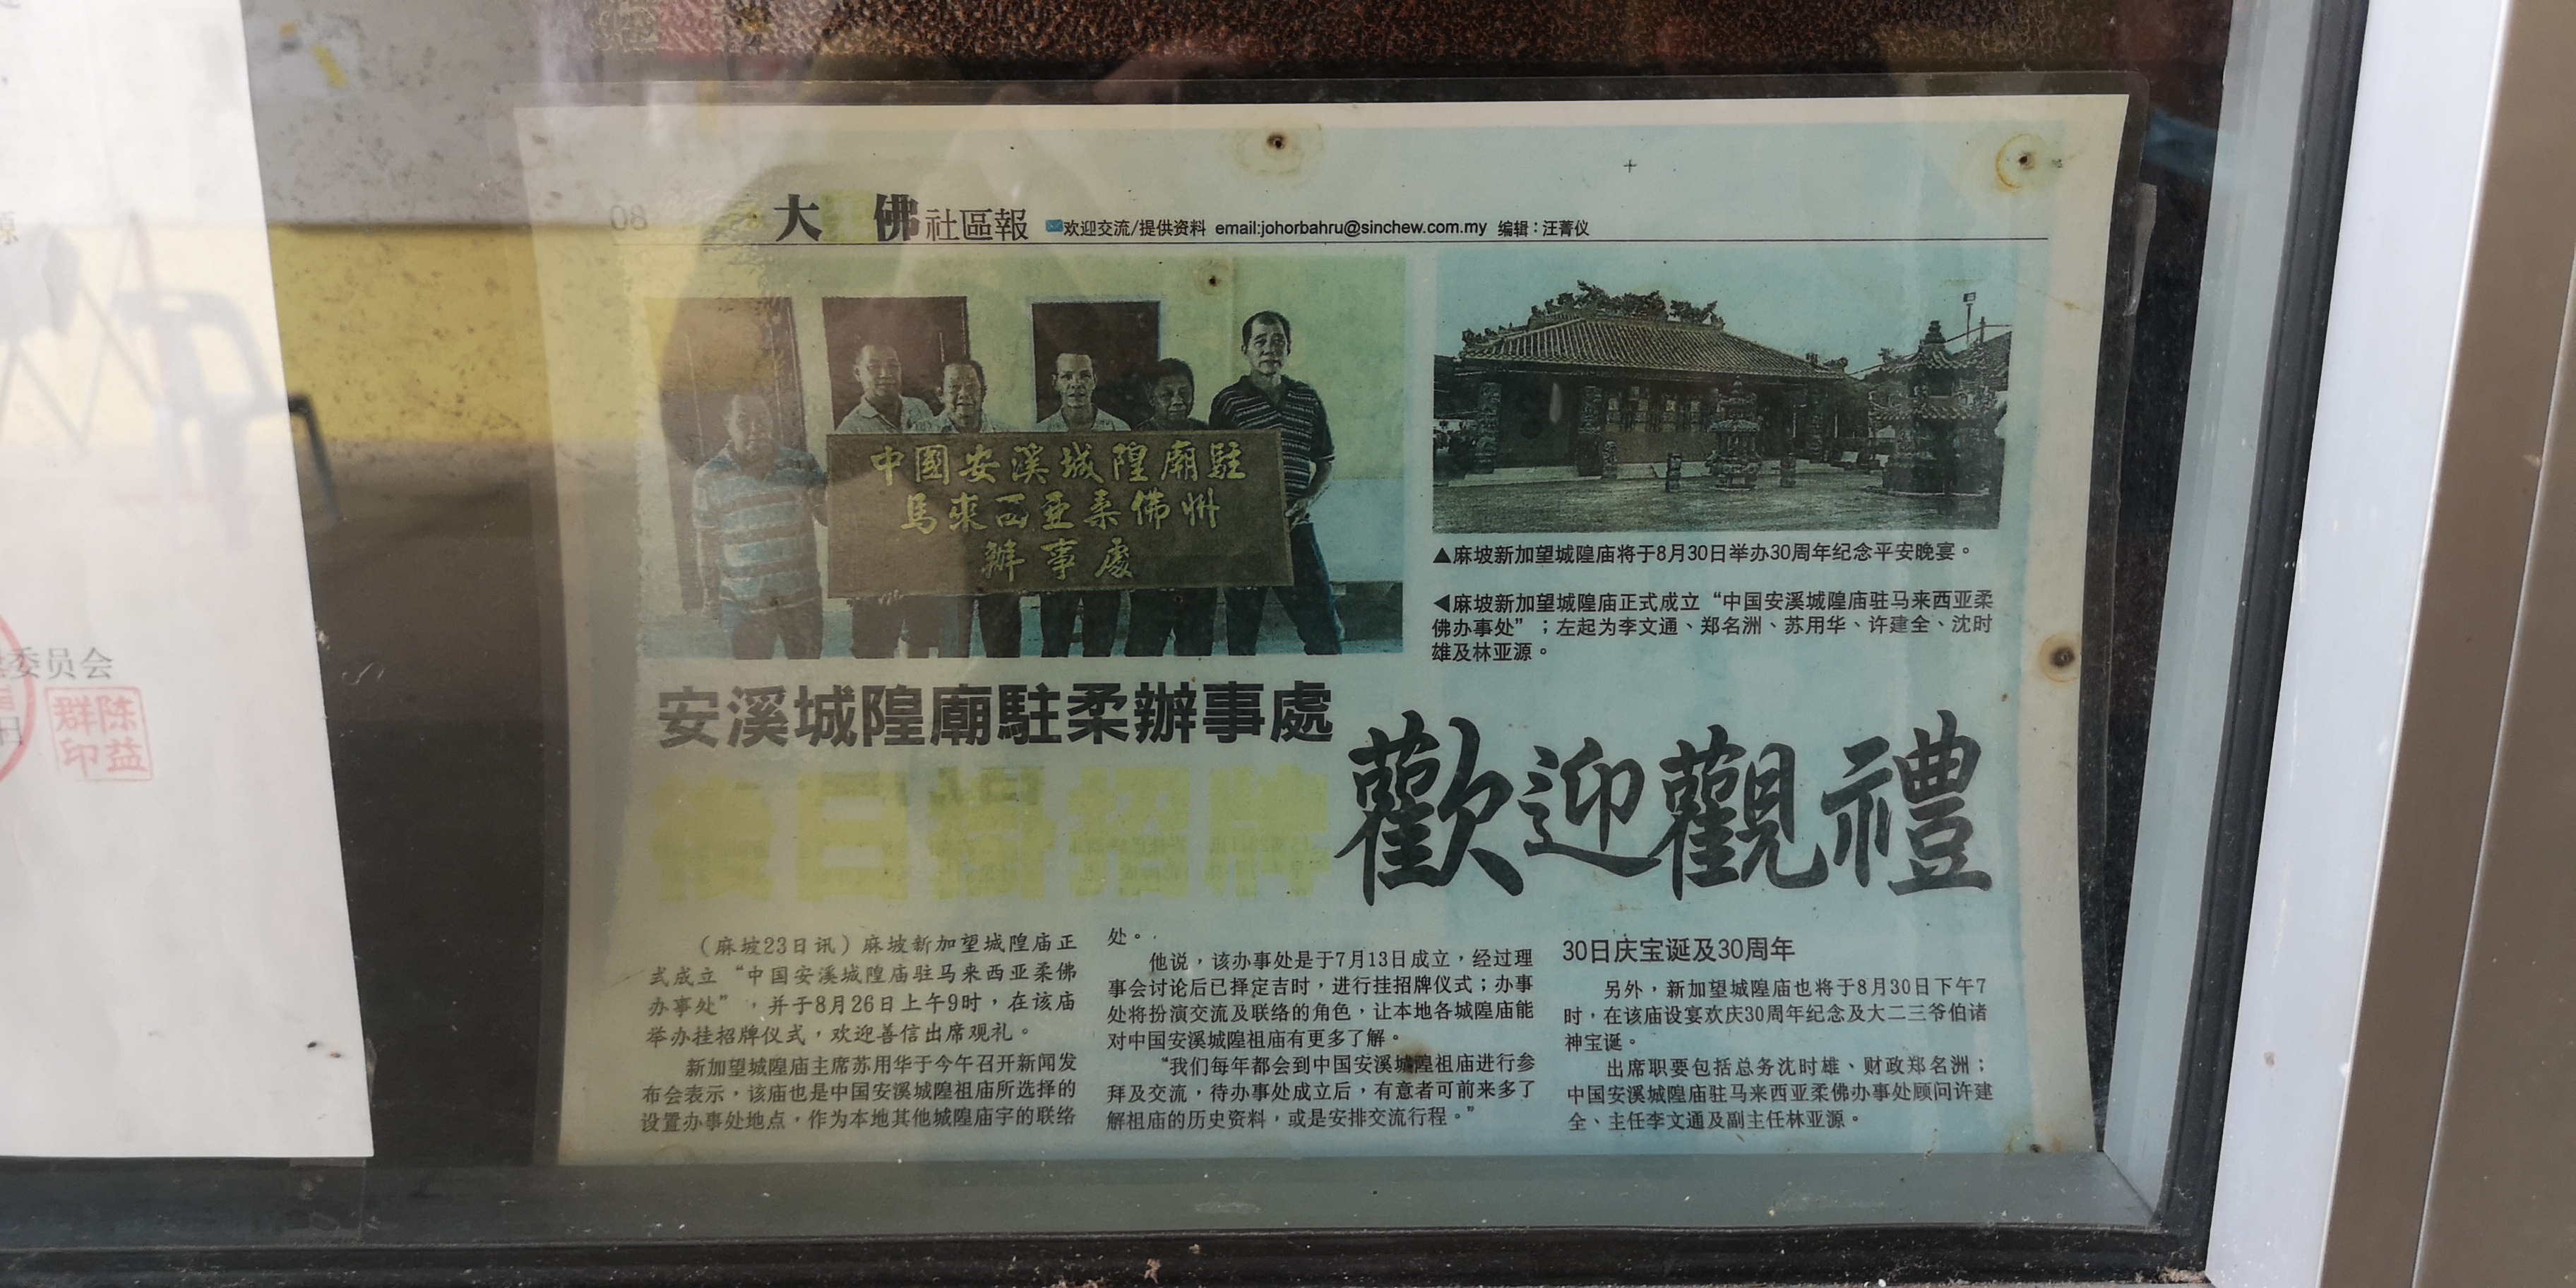 源
委员会
日
陈益群印
08
大柔佛社區報 欢迎交流/提供资料 email:johorbahru@sinchew.com.my 编辑：汪菁仪
中國安溪城隍廟駐
馬來西亞柔佛州
辦事處
▲麻坡新加望城隍庙将于8月30日举办30周年纪念平安晚宴。
◀麻坡新加望城隍庙正式成立“中国安溪城隍庙驻马来西亚柔
佛办事处”；左起为李文通、郑名洲、苏用华、许建全、沈时
雄及林亚源。
安溪城隍廟駐柔辦事處
後日掛招牌
歡迎觀禮
（麻坡23日讯）麻坡新加望城隍庙正
式成立“中国安溪城隍庙驻马来西亚柔佛
办事处”，并于8月26日上午9时，在该庙
举办挂招牌仪式，欢迎善信出席观礼。
新加望城隍庙主席苏用华于今午召开新闻发
布会表示，该庙也是中国安溪城隍祖庙所选择的
设置办事处地点，作为本地其他城隍庙宇的联络
处。
他说，该办事处是于7月13日成立，经过理
事会讨论后已择定吉时，进行挂招牌仪式；办事
处将扮演交流及联络的角色，让本地各城隍庙能
对中国安溪城隍祖庙有更多了解。
“我们每年都会到中国安溪城隍祖庙进行参
拜及交流，待办事处成立后，有意者可前来多了
解祖庙的历史资料，或是安排交流行程。”
30日庆宝诞及30周年
另外，新加望城隍庙也将于8月30日下午7
时，在该庙设宴欢庆30周年纪念及大二三爷伯诸
神宝诞。
出席职要包括总务沈时雄、财政郑名洲；
中国安溪城隍庙驻马来西亚柔佛办事处顾问许建
全、主任李文通及副主任林亚源。